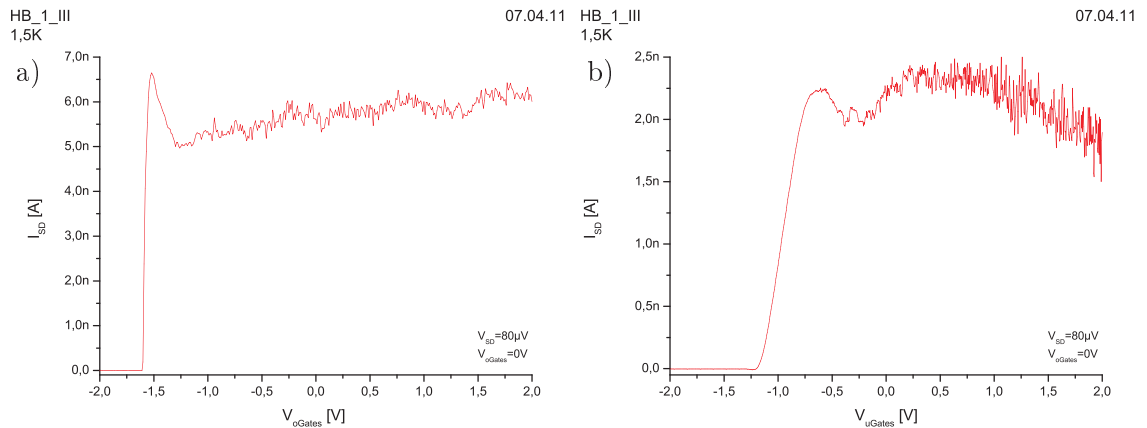 HB_1_III 07.04.11
1,5K
a)
7,0n
6,0n
5,0n
4,0n
3,0n
2,0n
1,0n
0,0
I_SD [A]
V_SD=80µV
V_oGates=0V
-2,0 -1,5 -1,0 -0,5 0,0 0,5 1,0 1,5 2,0
V_oGates [V]
HB_1_III 07.04.11
1,5K
b)
2,5n
2,0n
1,5n
1,0n
0,5n
0,0
I_SD [A]
V_SD=80µV
V_oGates=0V
-2,0 -1,5 -1,0 -0,5 0,0 0,5 1,0 1,5 2,0
V_uGates [V]